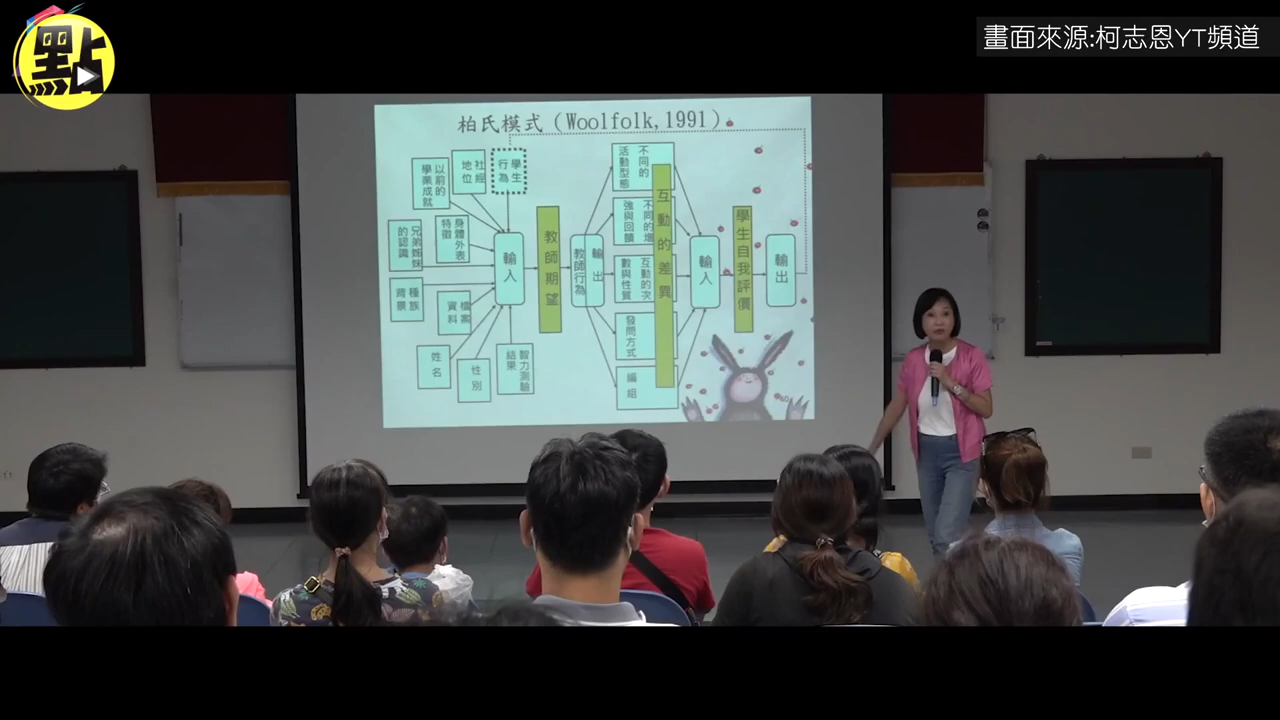 點
畫面來源:柯志恩YT頻道
柏氏模式(Woolfolk,1991)
以前的
學業成就
社經
地位
學生
行為
兄弟姊妹
的認識
身體外表
特徵
種族
背景
檔案
資料
姓名
性別
智力測驗
結果
輸入
教師期望
輸出
教師行為
不同的
活動型態
不同的增
強與回饋
互動的次
數與性質
發問方式
編組
互動的差異
輸入
學生自我評價
輸出